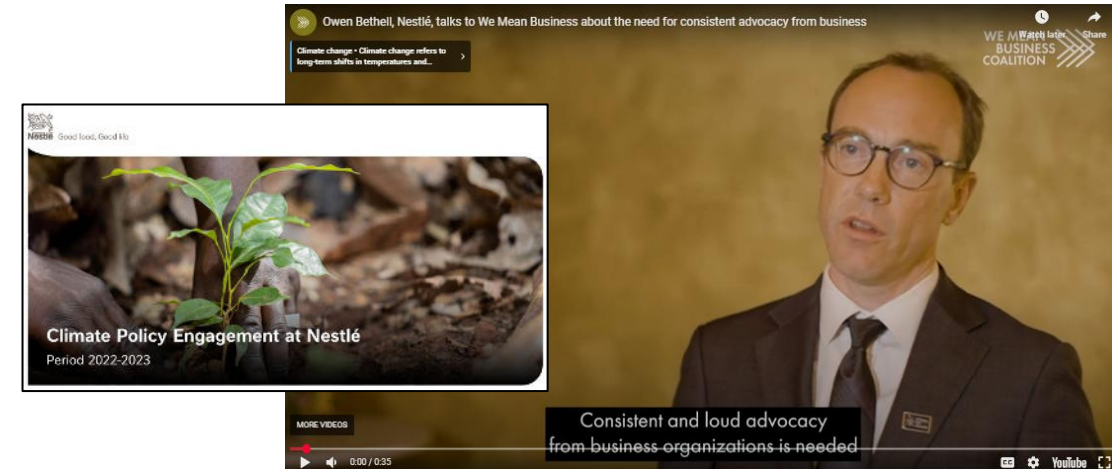 Owen Bethell, Nestlé, talks to We Mean Business about the need for consistent advocacy from business
Watch later
Share
WE MEAN
BUSINESS
COALITION
Climate change • Climate change refers to
long-term shifts in temperatures and...
Nestlé Good food, Good life
Climate Policy Engagement at Nestlé
Period 2022-2023
MORE VIDEOS
Consistent and loud advocacy
from business organizations is needed
0:00 / 0:35
CC
YouTube